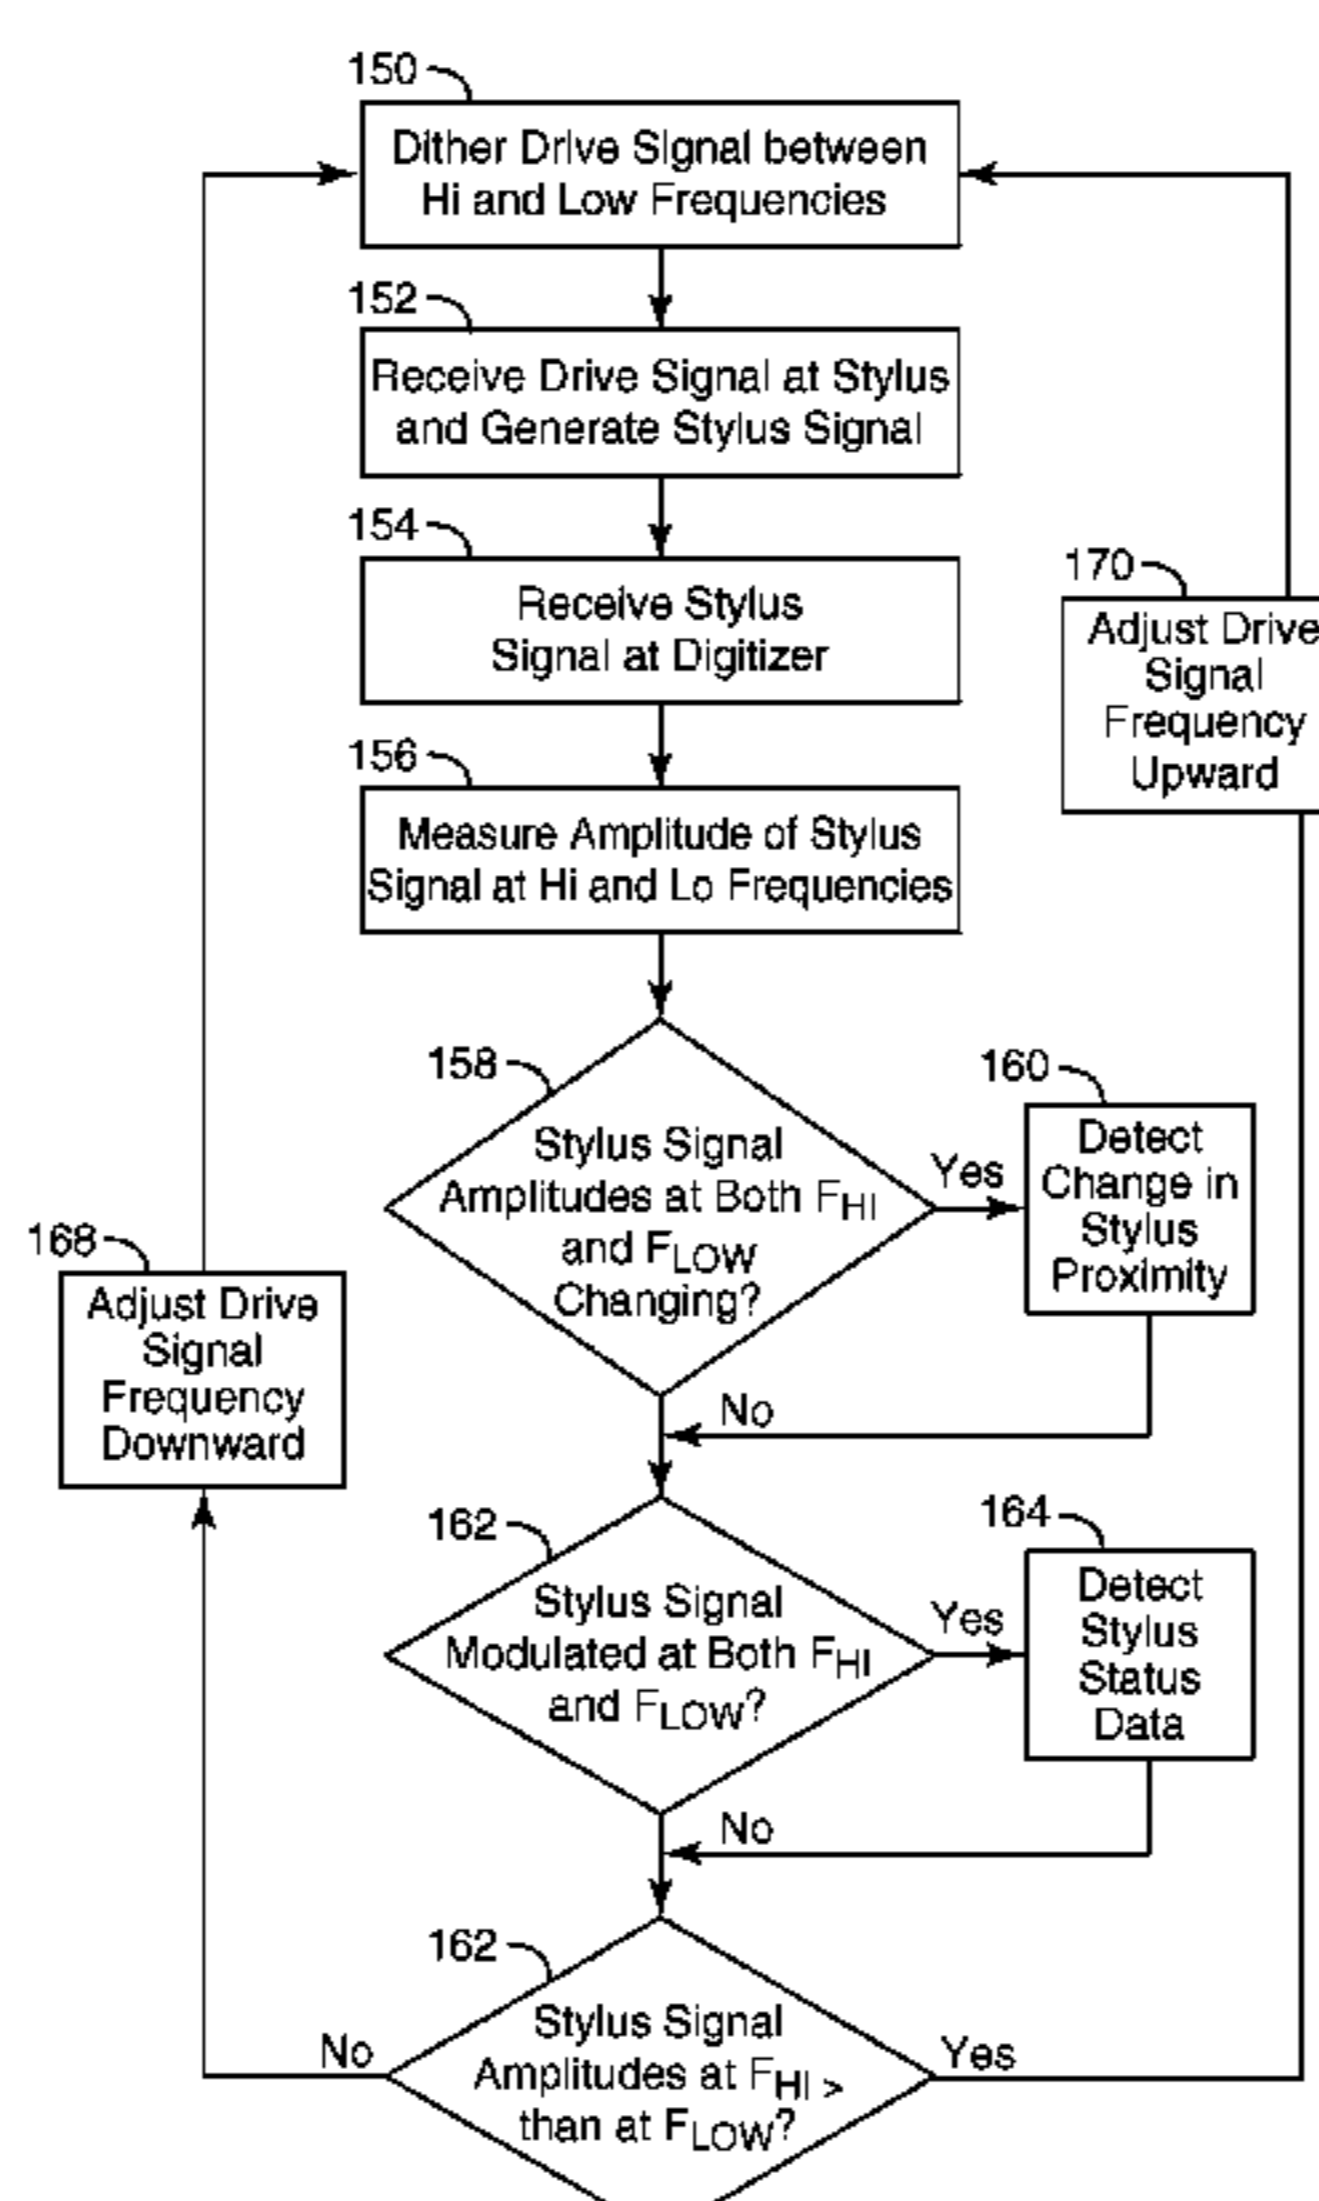 150
Dither Drive Signal between
Hi and Low Frequencies
152
Receive Drive Signal at Stylus
and Generate Stylus Signal
154
Receive Stylus
Signal at Digitizer
170
Adjust Drive
Signal
Frequency
Upward
156
Measure Amplitude of Stylus
Signal at Hi and Lo Frequencies
158
Stylus Signal
Amplitudes at Both FHI
and FLOW
Changing?
Yes
160
Detect
Change in
Stylus
Proximity
168
Adjust Drive
Signal
Frequency
Downward
No
162
Stylus Signal
Modulated at Both FHI
and FLOW?
Yes
164
Detect
Stylus
Status
Data
No
162
Stylus Signal
Amplitudes at FHI >
than at FLOW?
No
Yes